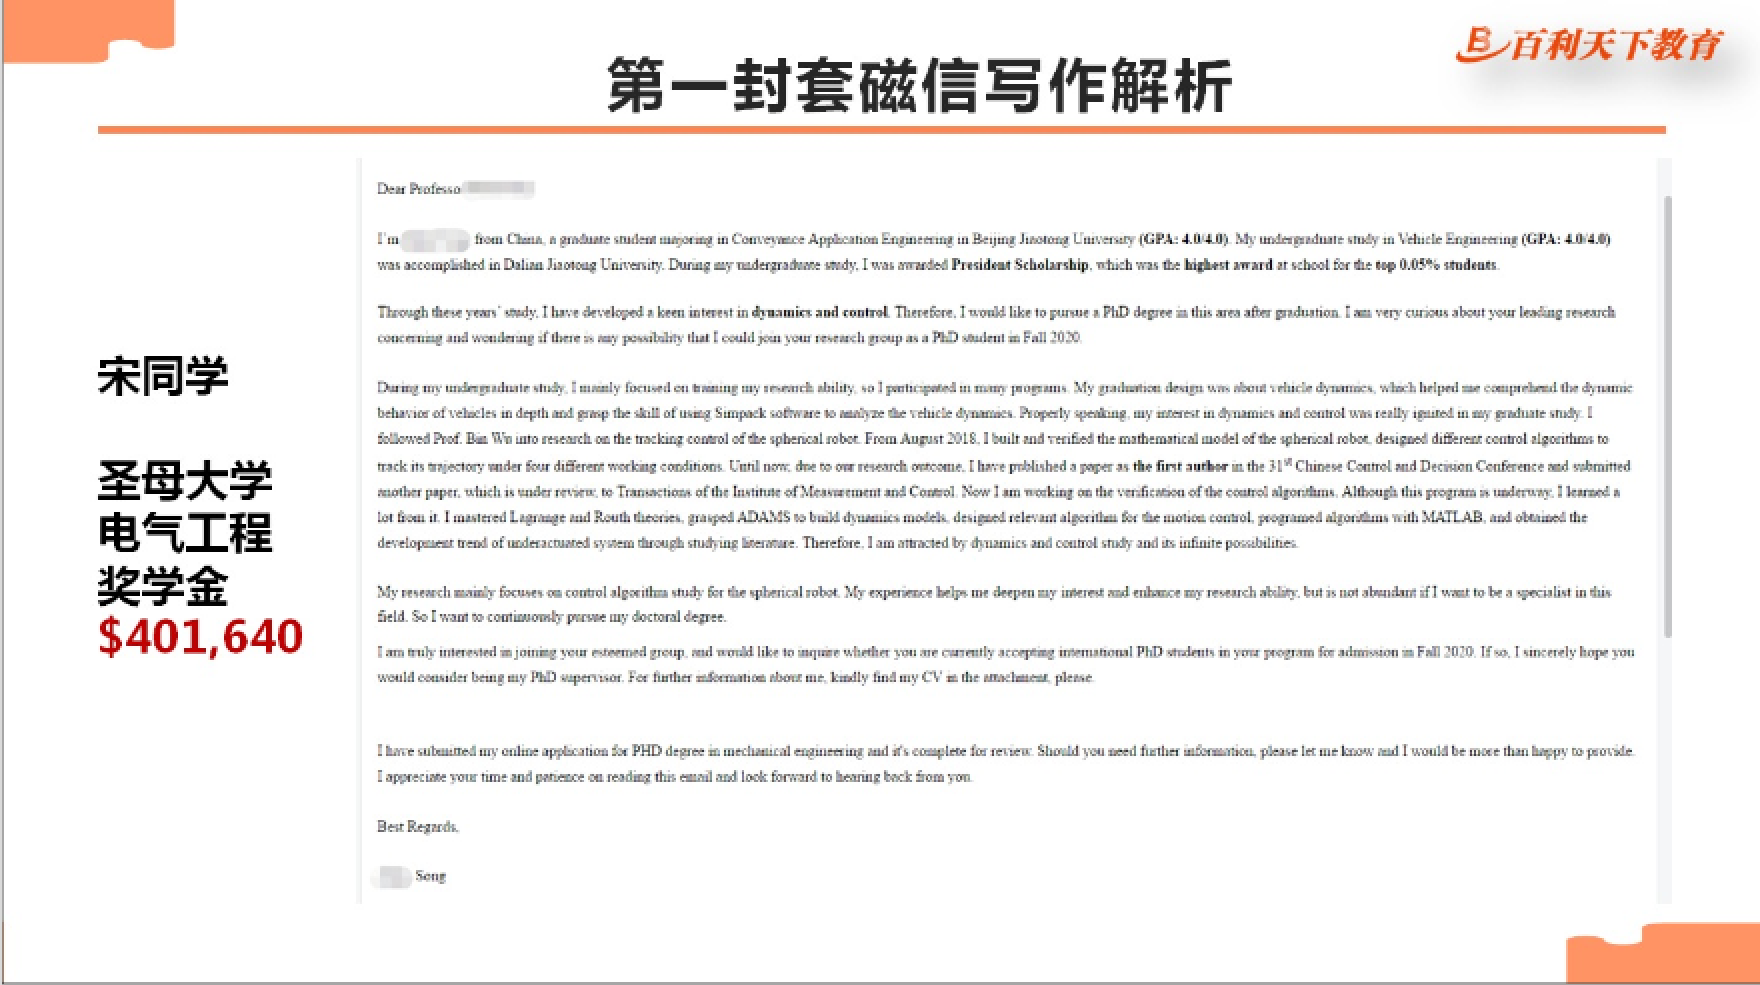 百利天下教育
第一封套磁信写作解析
宋同学
圣母大学
电气工程
奖学金
$401,640
Dear Professo
I'm from China, a graduate student majoring in Conveyance Application Engineering in Beijing Jiaotong University (GPA: 4.0/4.0). My undergraduate study in Vehicle Engineering (GPA: 4.0/4.0)
was accomplished in Dalian Jiaotong University. During my undergraduate study, I was awarded President Scholarship, which was the highest award at school for the top 0.05% students.
Through these years' study, I have developed a keen interest in dynamics and control. Therefore, I would like to pursue a PhD degree in this area after graduation. I am very curious about your leading research
concerning and wondering if there is any possibility that I could join your research group as a PhD student in Fall 2020.
During my undergraduate study, I mainly focused on training my research ability, so I participated in many programs. My graduation design was about vehicle dynamics, which helped me comprehend the dynamic
behavior of vehicles in depth and grasp the skill of using Simpack software to analyze the vehicle dynamics. Properly speaking, my interest in dynamics and control was really ignited in my graduate study. I
followed Prof. Bin Wu into research on the tracking control of the spherical robot. From August 2018, I built and verified the mathematical model of the spherical robot, designed different control algorithms to
track its trajectory under four different working conditions. Until now, due to our research outcome, I have published a paper as the first author in the 31st Chinese Control and Decision Conference and submitted
another paper, which is under review, to Transactions of the Institute of Measurement and Control. Now I am working on the verification of the control algorithms. Although this program is underway, I learned a
lot from it. I mastered Lagrange and Routh theories, grasped ADAMS to build dynamics models, designed relevant algorithm for the motion control, programed algorithms with MATLAB, and obtained the
development trend of underactuated system through studying literature. Therefore, I am attracted by dynamics and control study and its infinite possibilities.
My research mainly focuses on control algorithm study for the spherical robot. My experience helps me deepen my interest and enhance my research ability, but is not abundant if I want to be a specialist in this
field. So I want to continuously pursue my doctoral degree.
I am truly interested in joining your esteemed group, and would like to inquire whether you are currently accepting international PhD students in your program for admission in Fall 2020. If so, I sincerely hope you
would consider being my PhD supervisor. For further information about me, kindly find my CV in the attachment, please.
I have submitted my online application for PHD degree in mechanical engineering and it's complete for review. Should you need further information, please let me know and I would be more than happy to provide.
I appreciate your time and patience on reading this email and look forward to hearing back from you.
Best Regards,
Song